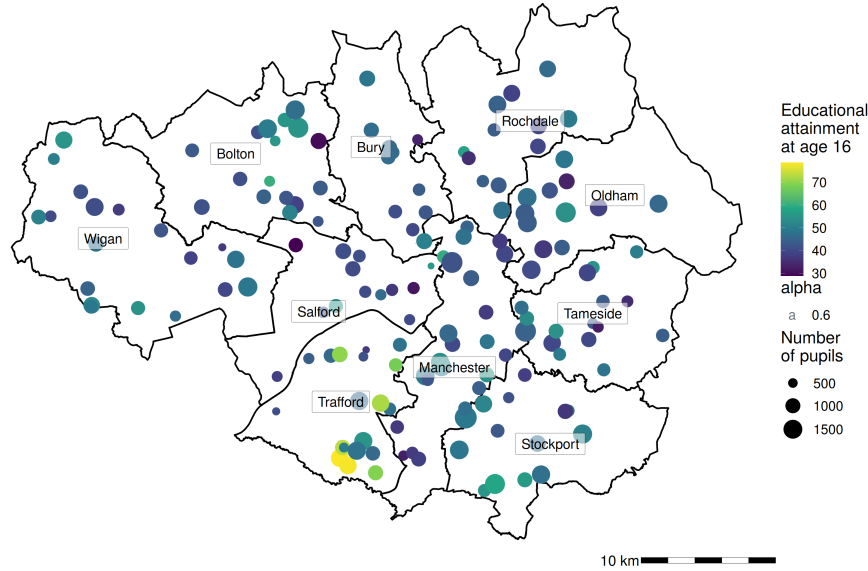 Rochdale
Bury
Bolton
Oldham
Wigan
Salford
Tameside
Manchester
Trafford
Stockport
Educational
attainment
at age 16
70
60
50
40
30
alpha
a 0.6
Number
of pupils
500
1000
1500
10 km